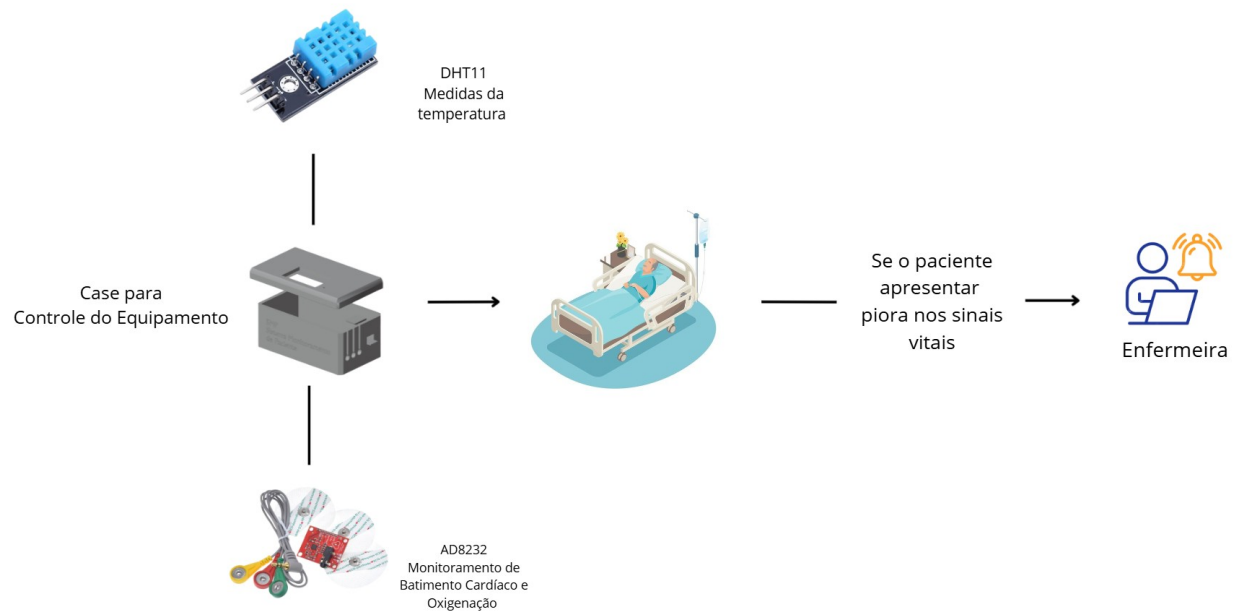 DHT11
Medidas da
temperatura
Case para
Controle do Equipamento
Se o paciente
apresentar
piora nos sinais
vitais
Enfermeira
AD8232
Monitoramento de
Batimento Cardíaco e
Oxigenação